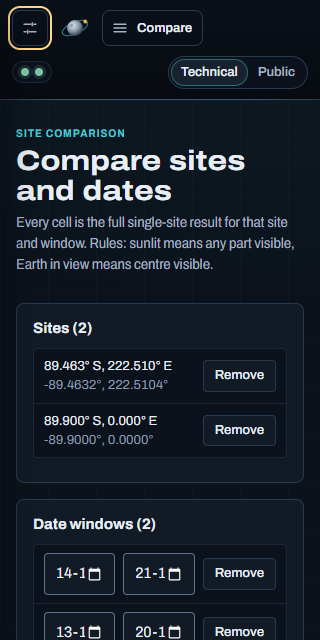 Compare
Technical
Public
SITE COMPARISON
Compare sites
and dates
Every cell is the full single-site result for that site
and window. Rules: sunlit means any part visible,
Earth in view means centre visible.
Sites (2)
89.463° S, 222.510° E
-89.4632°, 222.5104°
Remove
89.900° S, 0.000° E
-89.9000°, 0.0000°
Remove
Date windows (2)
14-1
21-1
Remove
13-1
20-1
Remove